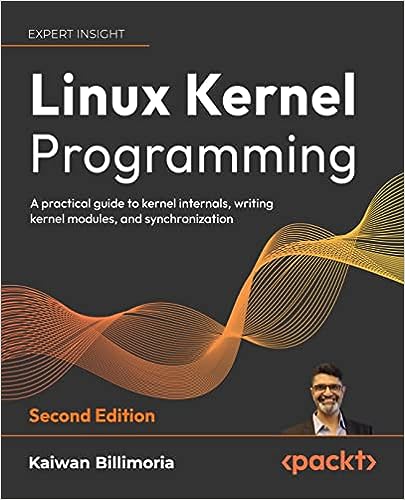 EXPERT INSIGHT
Linux Kernel
Programming
A practical guide to kernel internals, writing
kernel modules, and synchronization
Second Edition
Kaiwan Billimoria
<packt>